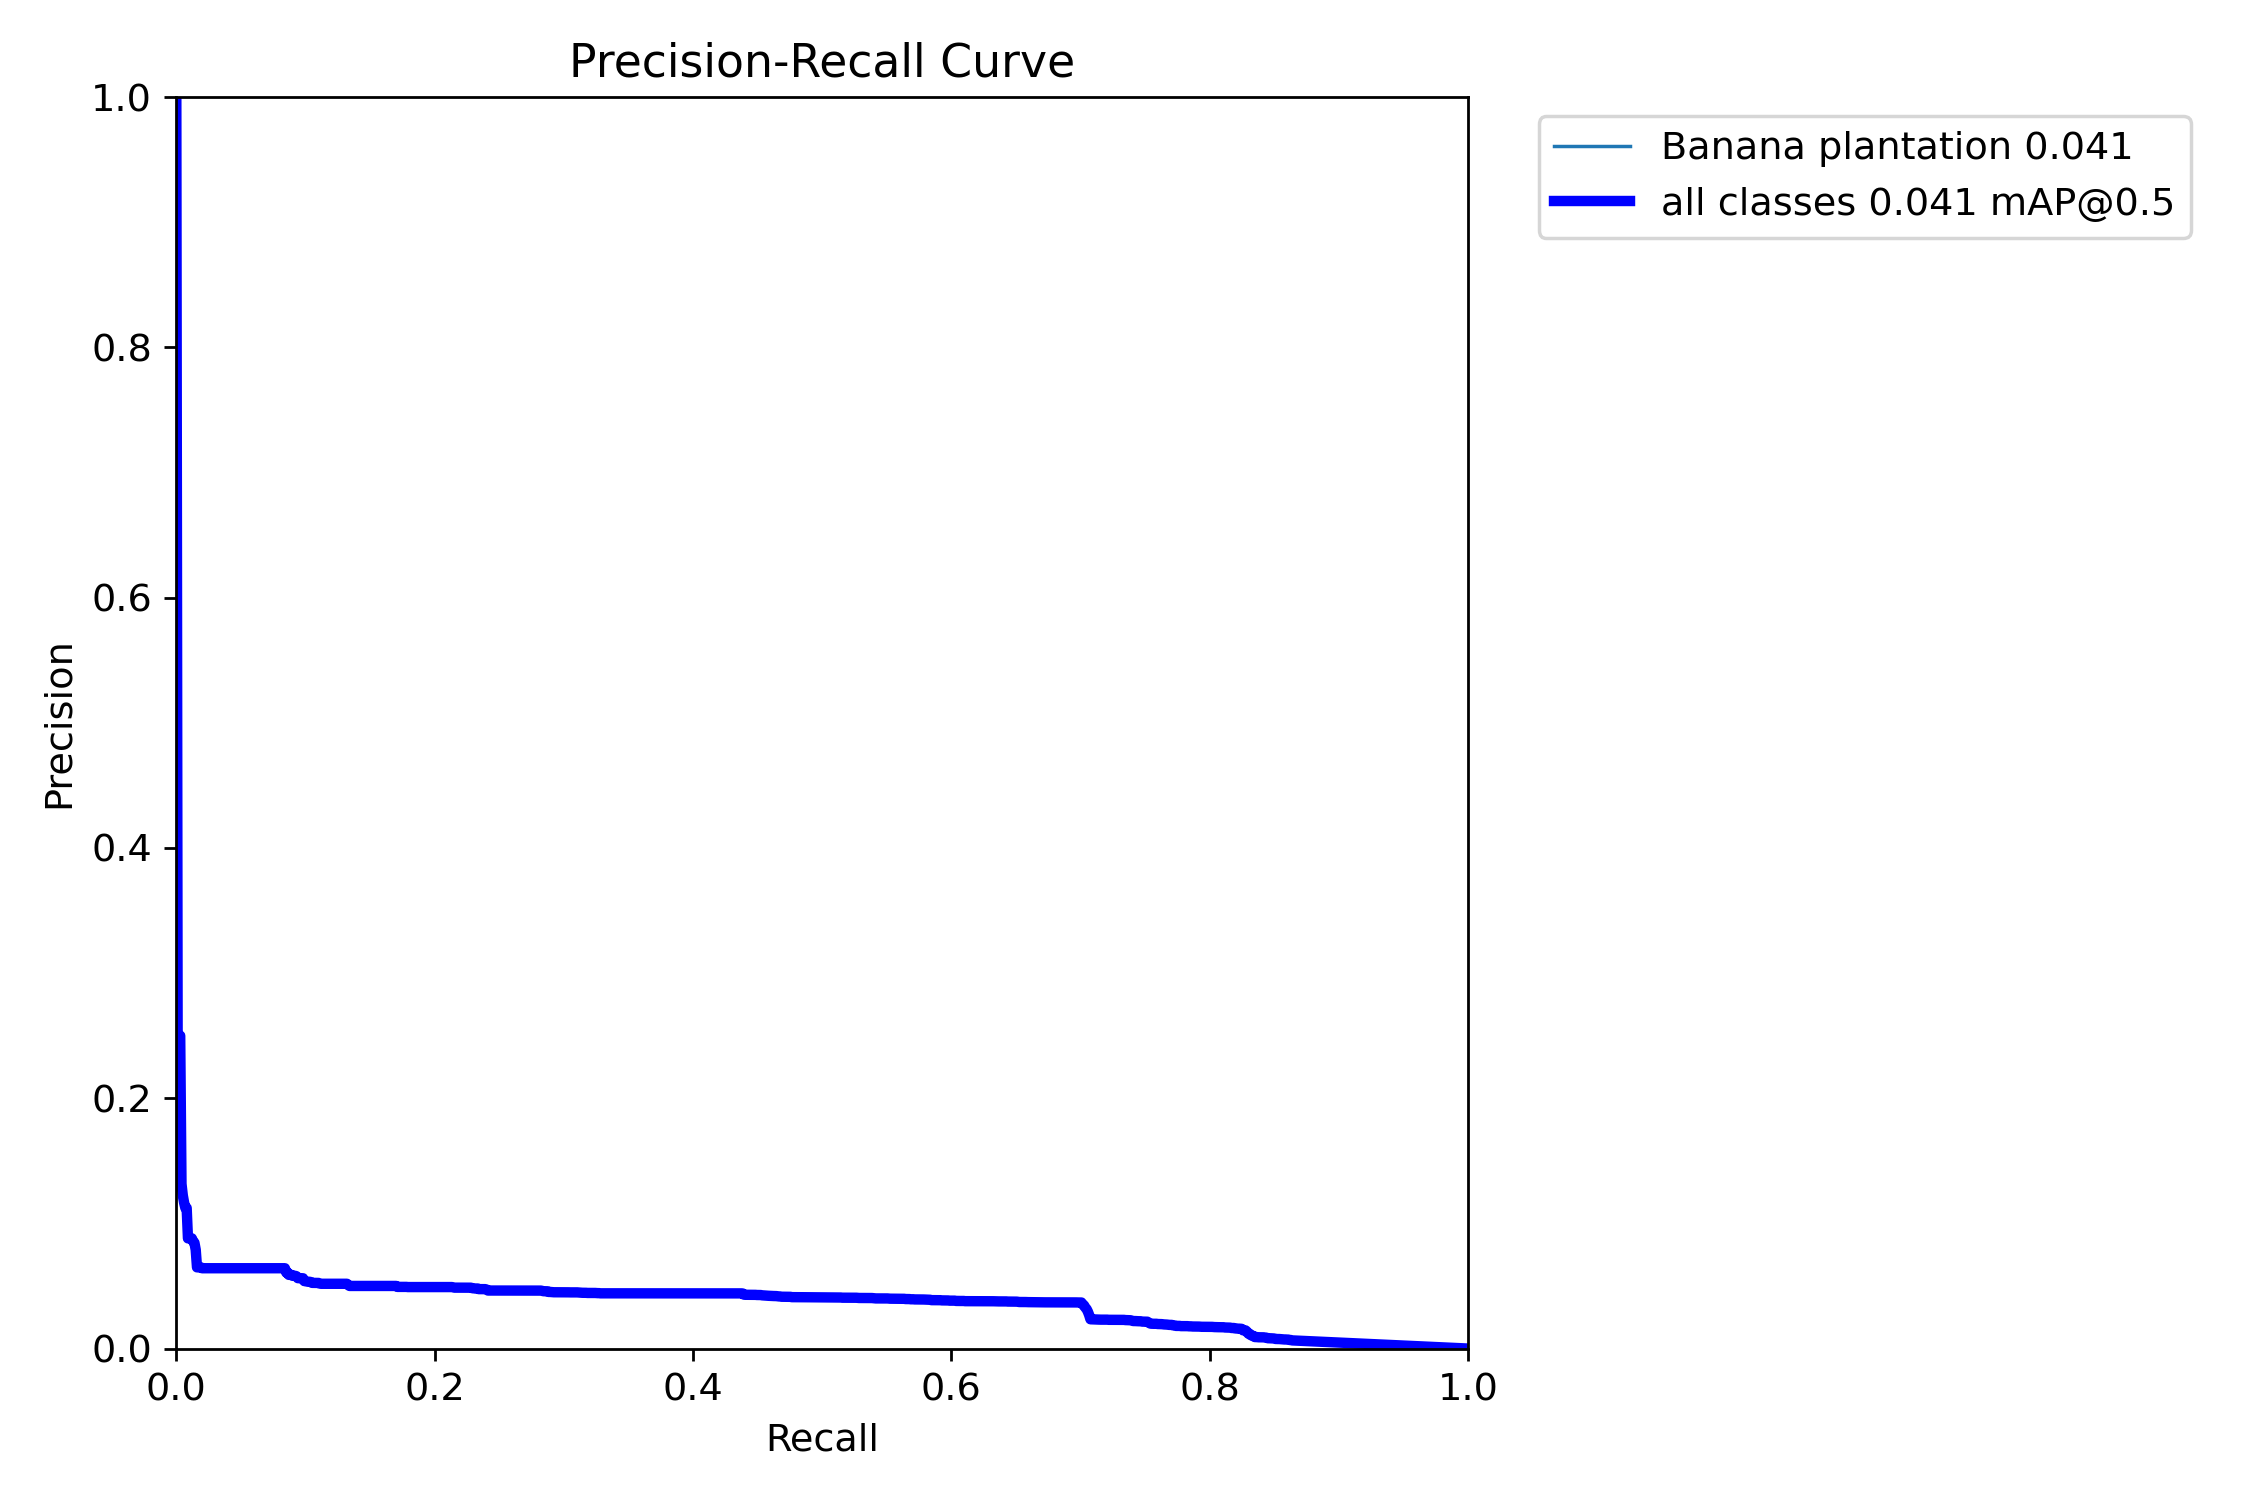 Precision-Recall Curve
1.0
0.8
0.6
0.4
0.2
0.0
Precision
0.0 0.2 0.4 0.6 0.8 1.0
Recall
Banana plantation 0.041
all classes 0.041 mAP@0.5